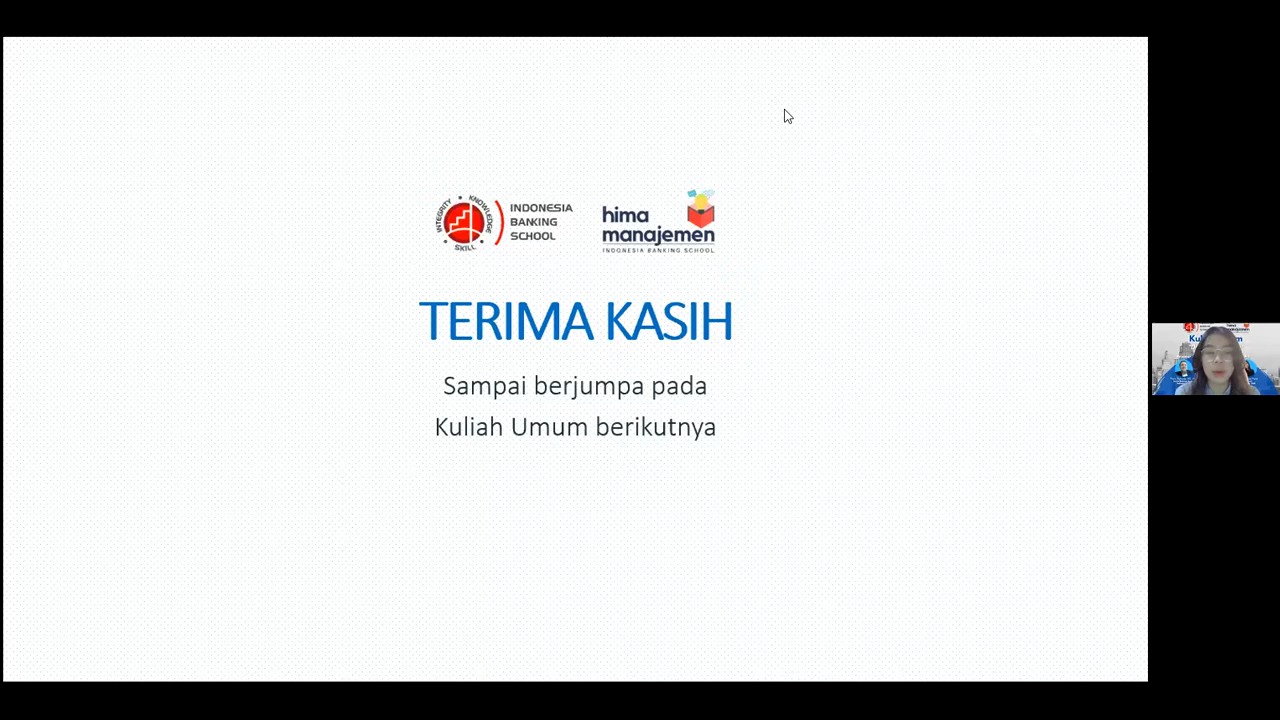 INTEGRITY KNOWLEDGE
SKILL
INDONESIA
BANKING
SCHOOL
hima
manajemen
INDONESIA BANKING SCHOOL
TERIMA KASIH
Sampai berjumpa pada
Kuliah Umum berikutnya